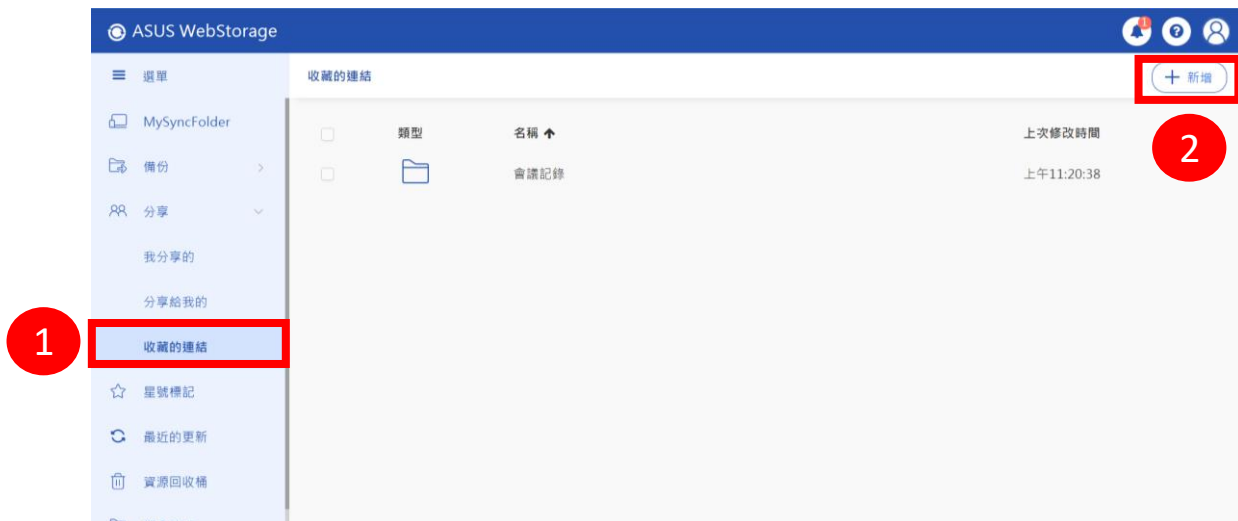 ASUS WebStorage
1
選單
收藏的連結
新增
MySyncFolder
類型 名稱 上次修改時間
2
備份
會議記錄 上午11:20:38
分享
我分享的
分享給我的
1
收藏的連結
星號標記
最近的更新
資源回收桶